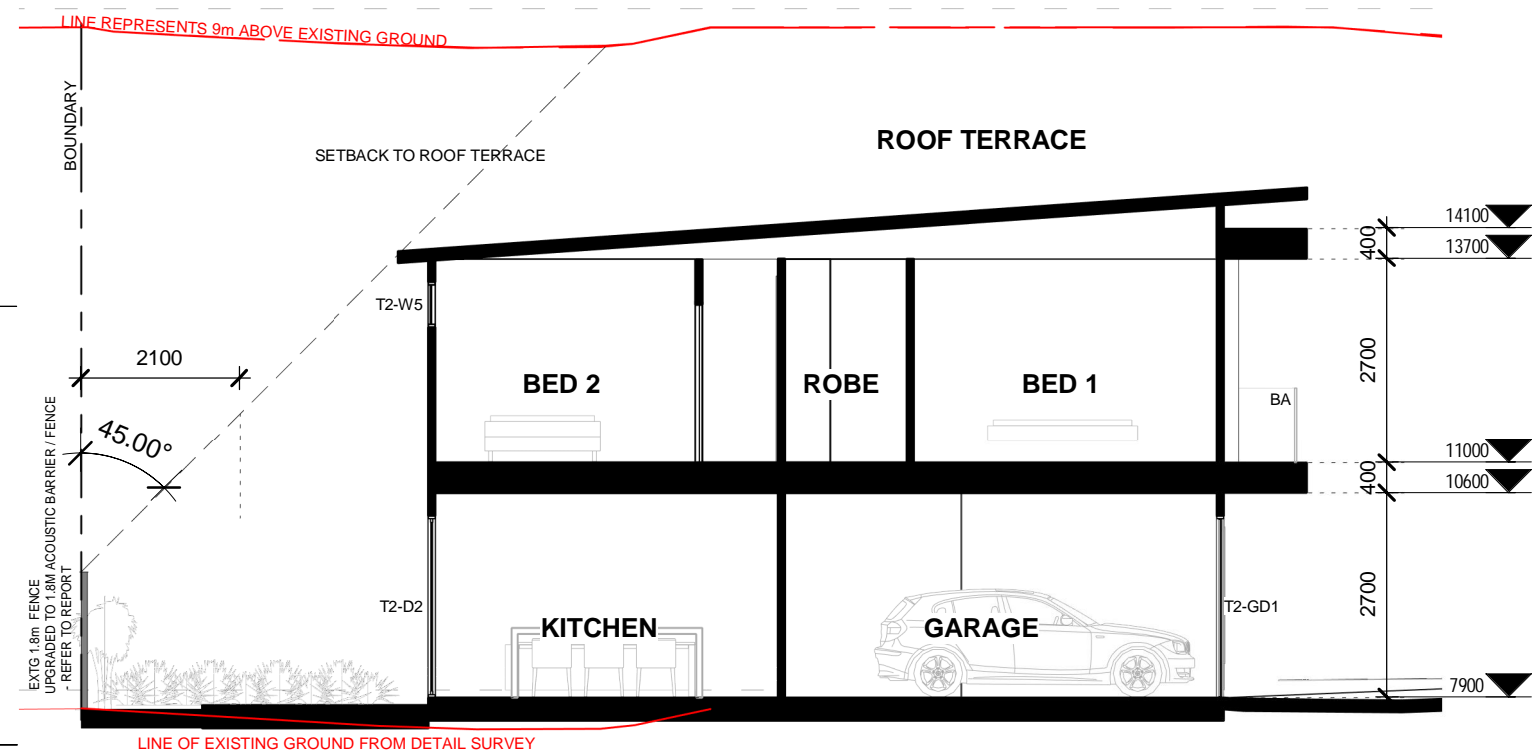 LINE REPRESENTS 9m ABOVE EXISTING GROUND
BOUNDARY
SETBACK TO ROOF TERRACE
ROOF TERRACE
14100
400
13700
T2-W5
2100
2700
BED 2
ROBE
BED 1
BA
45.00°
11000
400
10600
EXTG 1.8m FENCE
UPGRADED TO 1.8M ACOUSTIC BARRIER / FENCE
- REFER TO REPORT
T2-D2
2700
T2-GD1
KITCHEN
GARAGE
7900
LINE OF EXISTING GROUND FROM DETAIL SURVEY